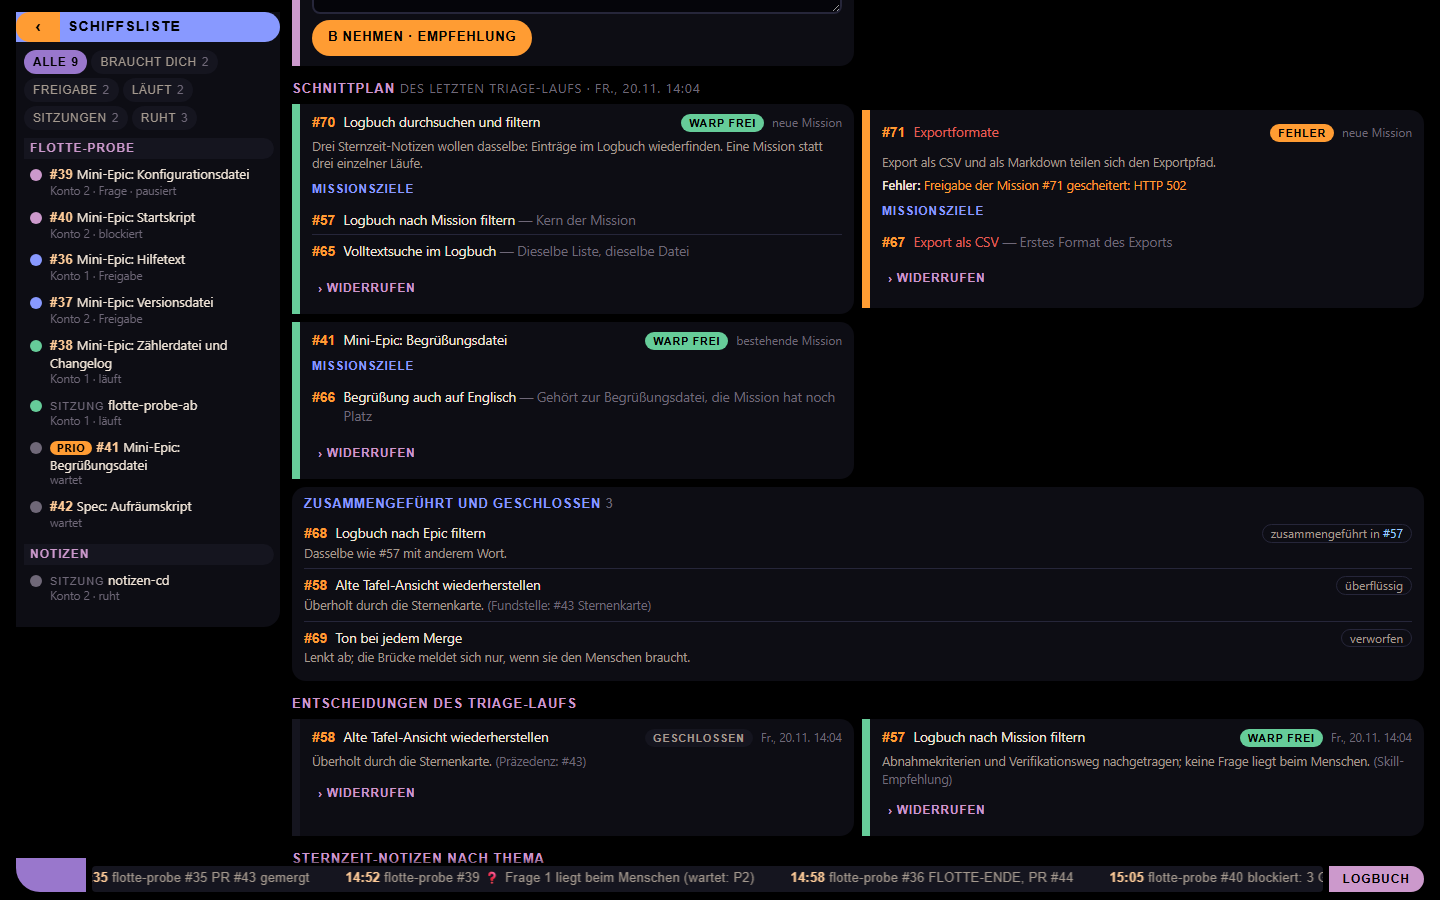 ‹ SCHIFFSLISTE
ALLE 9
BRAUCHT DICH 2
FREIGABE 2
LÄUFT 2
SITZUNGEN 2
RUHT 3
FLOTTE-PROBE
#39 Mini-Epic: Konfigurationsdatei
Konto 2 · Frage · pausiert
#40 Mini-Epic: Startskript
Konto 2 · blockiert
#36 Mini-Epic: Hilfetext
Konto 1 · Freigabe
#37 Mini-Epic: Versionsdatei
Konto 2 · Freigabe
#38 Mini-Epic: Zählerdatei und
Changelog
Konto 1 · läuft
SITZUNG flotte-probe-ab
Konto 1 · läuft
PRIO #41 Mini-Epic:
Begrüßungsdatei
wartet
#42 Spec: Aufräumskript
wartet
NOTIZEN
SITZUNG notizen-cd
Konto 2 · ruht
B NEHMEN · EMPFEHLUNG
SCHNITTPLAN DES LETZTEN TRIAGE-LAUFS · FR., 20.11. 14:04
#70 Logbuch durchsuchen und filtern
WARP FREI neue Mission
Drei Sternzeit-Notizen wollen dasselbe: Einträge im Logbuch wiederfinden. Eine Mission statt
drei einzelner Läufe.
MISSIONSZIELE
#57 Logbuch nach Mission filtern — Kern der Mission
#65 Volltextsuche im Logbuch — Dieselbe Liste, dieselbe Datei
› WIDERRUFEN
#71 Exportformate
FEHLER neue Mission
Export als CSV und als Markdown teilen sich den Exportpfad.
Fehler: Freigabe der Mission #71 gescheitert: HTTP 502
MISSIONSZIELE
#67 Export als CSV — Erstes Format des Exports
› WIDERRUFEN
#41 Mini-Epic: Begrüßungsdatei
WARP FREI bestehende Mission
MISSIONSZIELE
#66 Begrüßung auch auf Englisch — Gehört zur Begrüßungsdatei, die Mission hat noch
Platz
› WIDERRUFEN
ZUSAMMENGEFÜHRT UND GESCHLOSSEN 3
#68 Logbuch nach Epic filtern
zusammengeführt in #57
Dasselbe wie #57 mit anderem Wort.
#58 Alte Tafel-Ansicht wiederherstellen
überflüssig
Überholt durch die Sternenkarte. (Fundstelle: #43 Sternenkarte)
#69 Ton bei jedem Merge
verworfen
Lenkt ab; die Brücke meldet sich nur, wenn sie den Menschen braucht.
ENTSCHEIDUNGEN DES TRIAGE-LAUFS
#58 Alte Tafel-Ansicht wiederherstellen
GESCHLOSSEN Fr., 20.11. 14:04
Überholt durch die Sternenkarte. (Präzedenz: #43)
› WIDERRUFEN
#57 Logbuch nach Mission filtern
WARP FREI Fr., 20.11. 14:04
Abnahmekriterien und Verifikationsweg nachgetragen; keine Frage liegt beim Menschen. (Skill-
Empfehlung)
› WIDERRUFEN
STERNZEIT-NOTIZEN NACH THEMA
35 flotte-probe #35 PR #43 gemergt
14:52 flotte-probe #39 ❓ Frage 1 liegt beim Menschen (wartet: P2)
14:58 flotte-probe #36 FLOTTE-ENDE, PR #44
15:05 flotte-probe #40 blockiert: 3
LOGBUCH